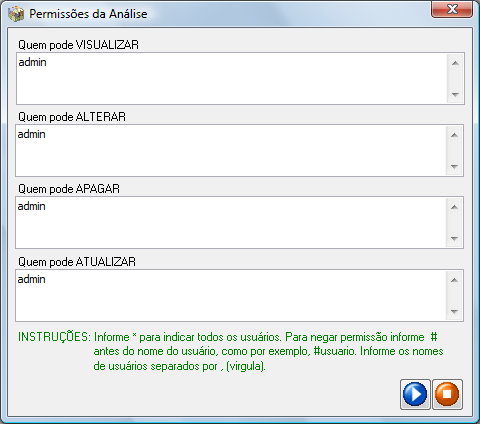 Permissões da Análise
Quem pode VISUALIZAR
admin
Quem pode ALTERAR
admin
Quem pode APAGAR
admin
Quem pode ATUALIZAR
admin
INSTRUÇÕES: Informe * para indicar todos os usuários. Para negar permissão informe #
antes do nome do usuário, como por exemplo, #usuario. Informe os nomes
de usuários separados por , (virgula).